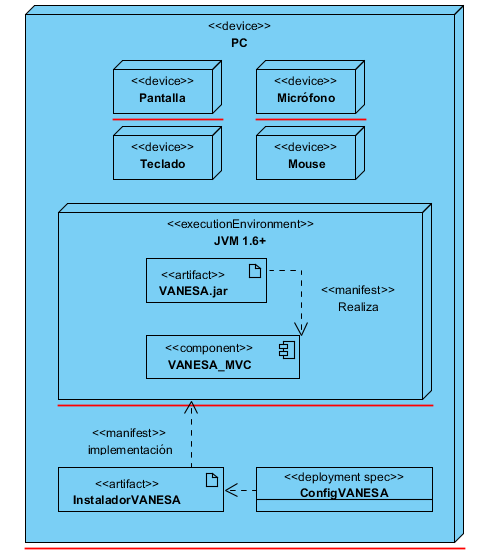 <<device>>
PC
<<device>>
Pantalla
<<device>>
Micrófono
<<device>>
Teclado
<<device>>
Mouse
<<executionEnvironment>>
JVM 1.6+
<<artifact>>
VANESA.jar
<<manifest>>
Realiza
<<component>>
VANESA_MVC
<<manifest>>
implementación
<<artifact>>
InstaladorVANESA
<<deployment spec>>
ConfigVANESA